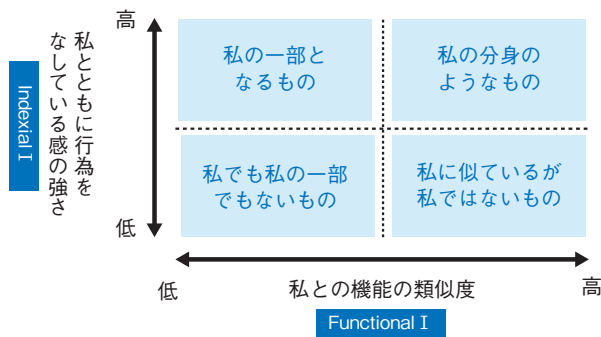 高
私とともに行為を
なしている感の強さ
Indexial I
低
私の一部と
なるもの
私の分身の
ようなもの
私でも私の一部
でもないもの
私に似ているが
私ではないもの
低
私との機能の類似度
高
Functional I